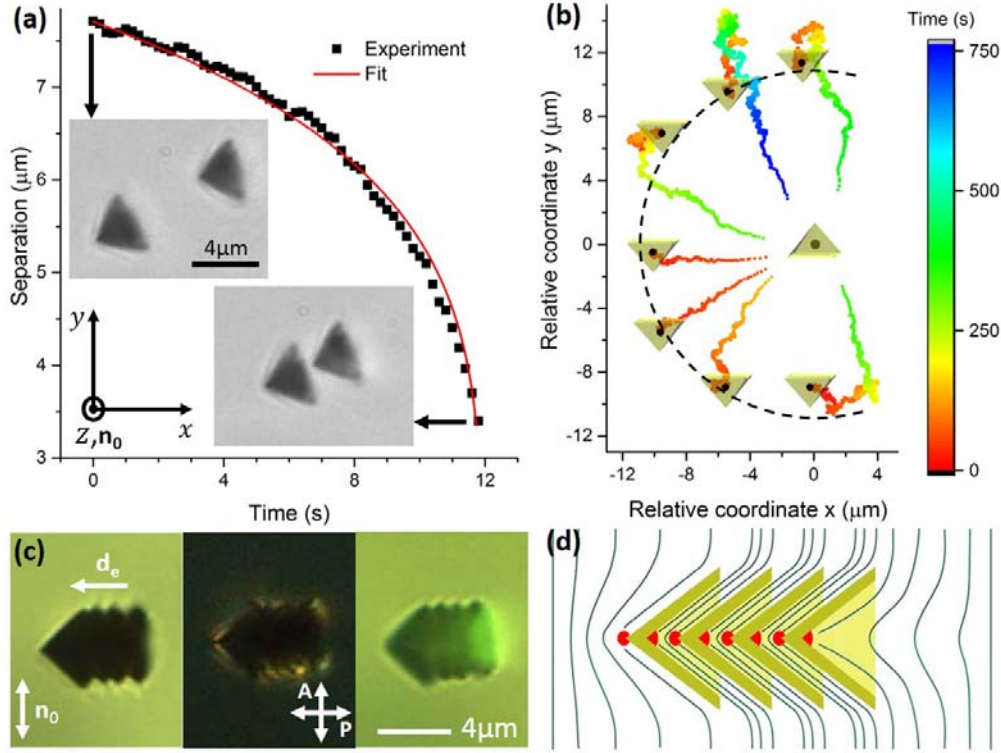 (a)
Separation (μm)
7
6
5
4
3
Experiment
Fit
4μm
y
x
Z,n₀
0
4
8
12
Time (s)
(b)
Relative coordinate y (μm)
12
8
4
0
-4
-8
-12
-12
-8
-4
0
4
Relative coordinate x (μm)
Time (s)
750
500
250
0
(c)
dₑ
n₀
A
P
4μm
(d)